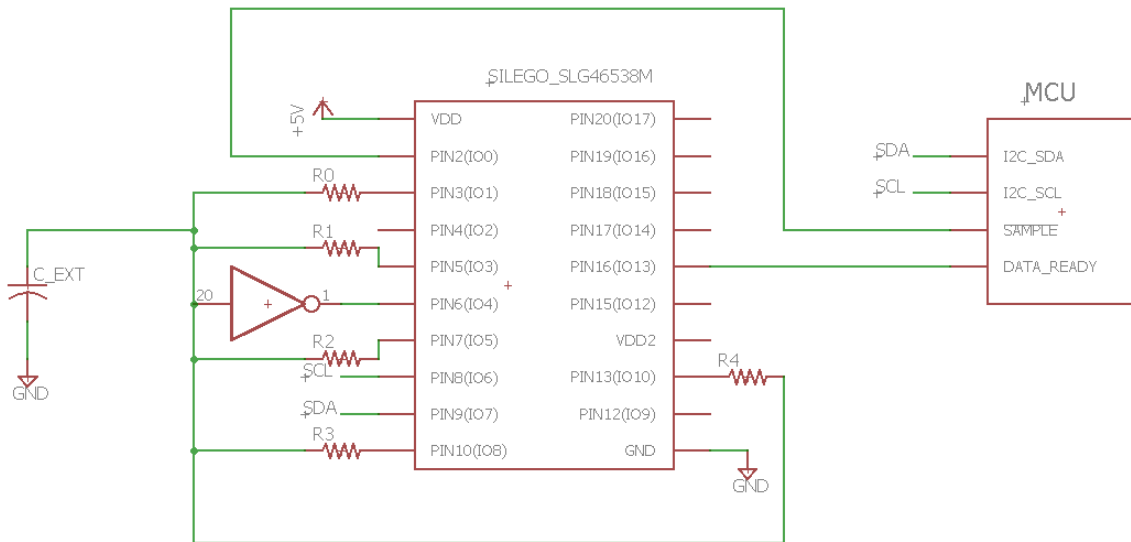 SILEGO_SLG46538M
MCU
+5V
VDD
PIN20(IO17)
PIN2(IO0)
PIN19(IO16)
SDA
I2C_SDA
R0
PIN3(IO1)
PIN18(IO15)
SCL
I2C_SCL
PIN4(IO2)
PIN17(IO14)
SAMPLE
R1
PIN5(IO3)
PIN16(IO13)
DATA_READY
C_EXT
20
1
PIN6(IO4)
PIN15(IO12)
R2
PIN7(IO5)
VDD2
SCL
PIN8(IO6)
PIN13(IO10)
R4
GND
SDA
PIN9(IO7)
PIN12(IO9)
R3
PIN10(IO8)
GND
GND